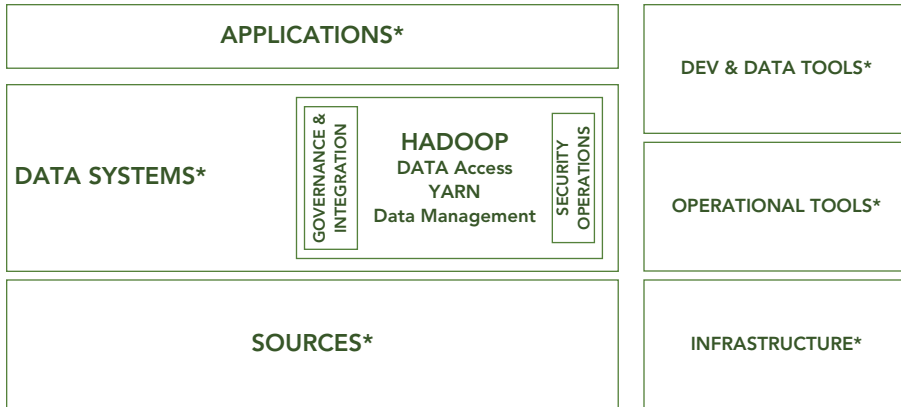 APPLICATIONS*
DATA SYSTEMS*
GOVERNANCE &
INTEGRATION
HADOOP
DATA Access
YARN
Data Management
SECURITY
OPERATIONS
SOURCES*
DEV & DATA TOOLS*
OPERATIONAL TOOLS*
INFRASTRUCTURE*